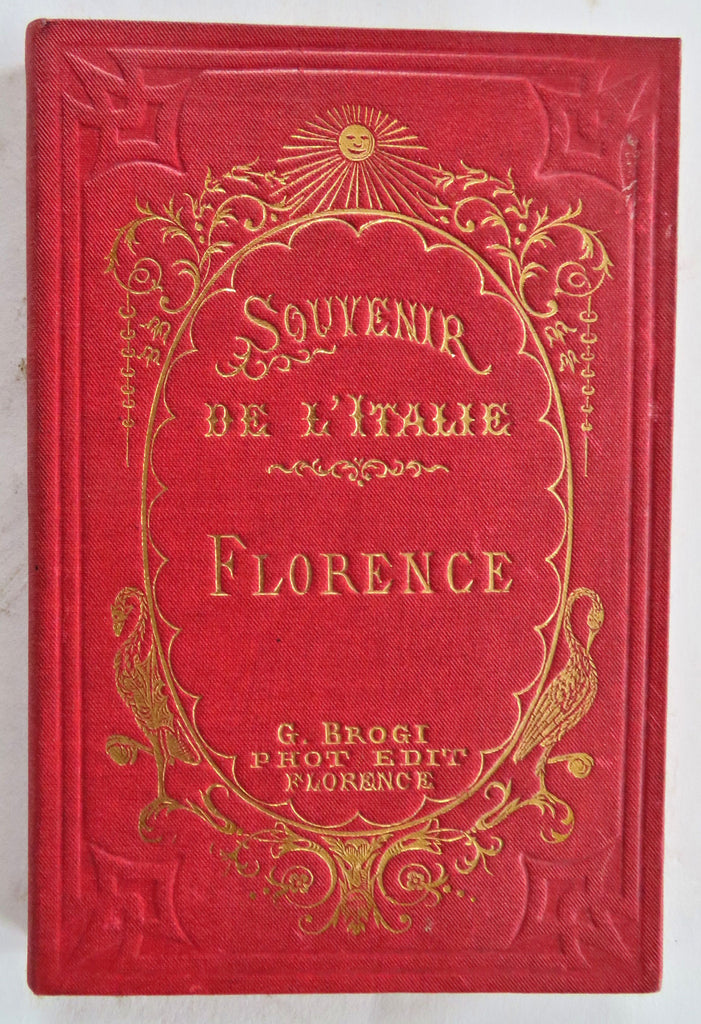 SOUVENIR
DE L'ITALIE
FLORENCE
G. BROGI
PHOT EDIT
FLORENCE